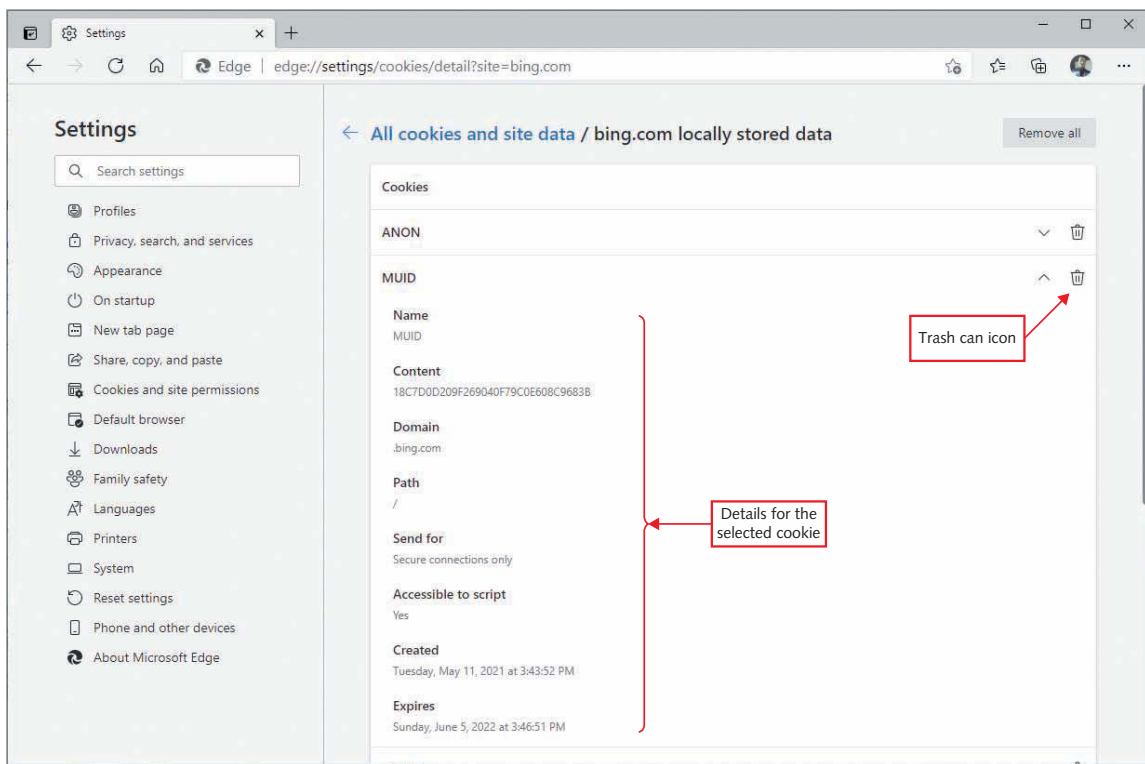 Settings
Edge | edge://settings/cookies/detail?site=bing.com
Settings
Search settings
Profiles
Privacy, search, and services
Appearance
On startup
New tab page
Share, copy, and paste
Cookies and site permissions
Default browser
Downloads
Family safety
Languages
Printers
System
Reset settings
Phone and other devices
About Microsoft Edge
All cookies and site data / bing.com locally stored data
Remove all
Cookies
ANON
MUID
Trash can icon
Name
MUID
Content
18C7D0D209F269040F79C0E608C9683B
Domain
.bing.com
Path
/
Details for the
selected cookie
Send for
Secure connections only
Accessible to script
Yes
Created
Tuesday, May 11, 2021 at 3:43:52 PM
Expires
Sunday, June 5, 2022 at 3:46:51 PM